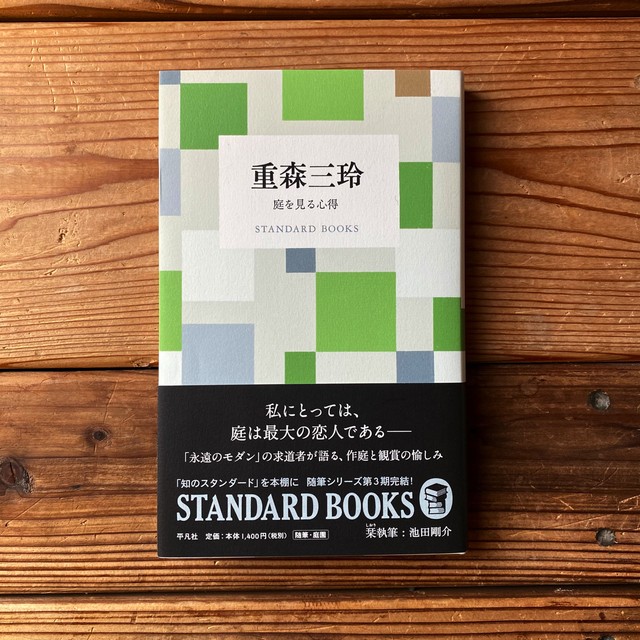 重森三玲
庭を見る心得
STANDARD BOOKS
私にとっては、
庭は最大の恋人である——
「永遠のモダン」の求道者が語る、作庭と観賞の愉しみ
「知のスタンダード」を本棚に 随筆シリーズ第3期完結!
STANDARD BOOKS
平凡社 定価:本体1,400円(税別) 随筆・庭園
しおり
栞執筆:池田剛介